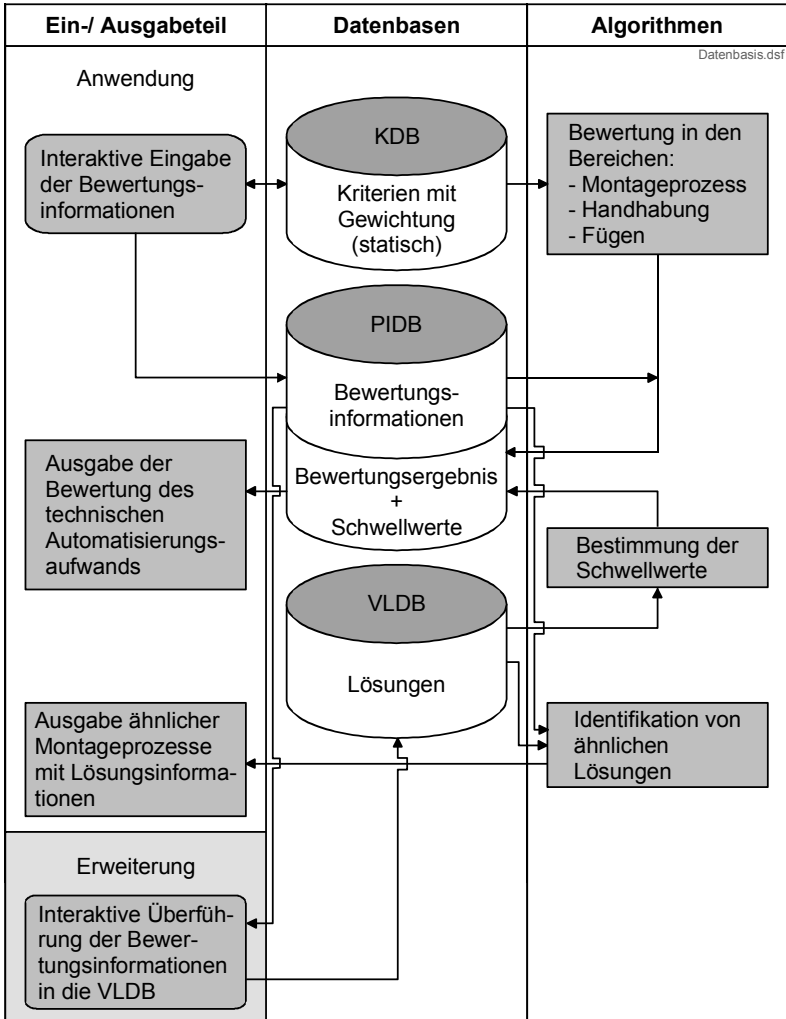 Ein-/ Ausgabeteil
Datenbasen
Algorithmen
Datenbasis.dsf
Anwendung
Interaktive Eingabe
der Bewertungs-
informationen
KDB
Kriterien mit
Gewichtung
(statisch)
Bewertung in den
Bereichen:
- Montageprozess
- Handhabung
- Fügen
PIDB
Bewertungs-
informationen
Bewertungsergebnis
+
Schwellwerte
Ausgabe der
Bewertung des
technischen
Automatisierungs-
aufwands
Bestimmung der
Schwellwerte
VLDB
Lösungen
Ausgabe ähnlicher
Montageprozesse
mit Lösungsinforma-
tionen
Identifikation von
ähnlichen
Lösungen
Erweiterung
Interaktive Überfüh-
rung der Bewer-
tungsinformationen
in die VLDB